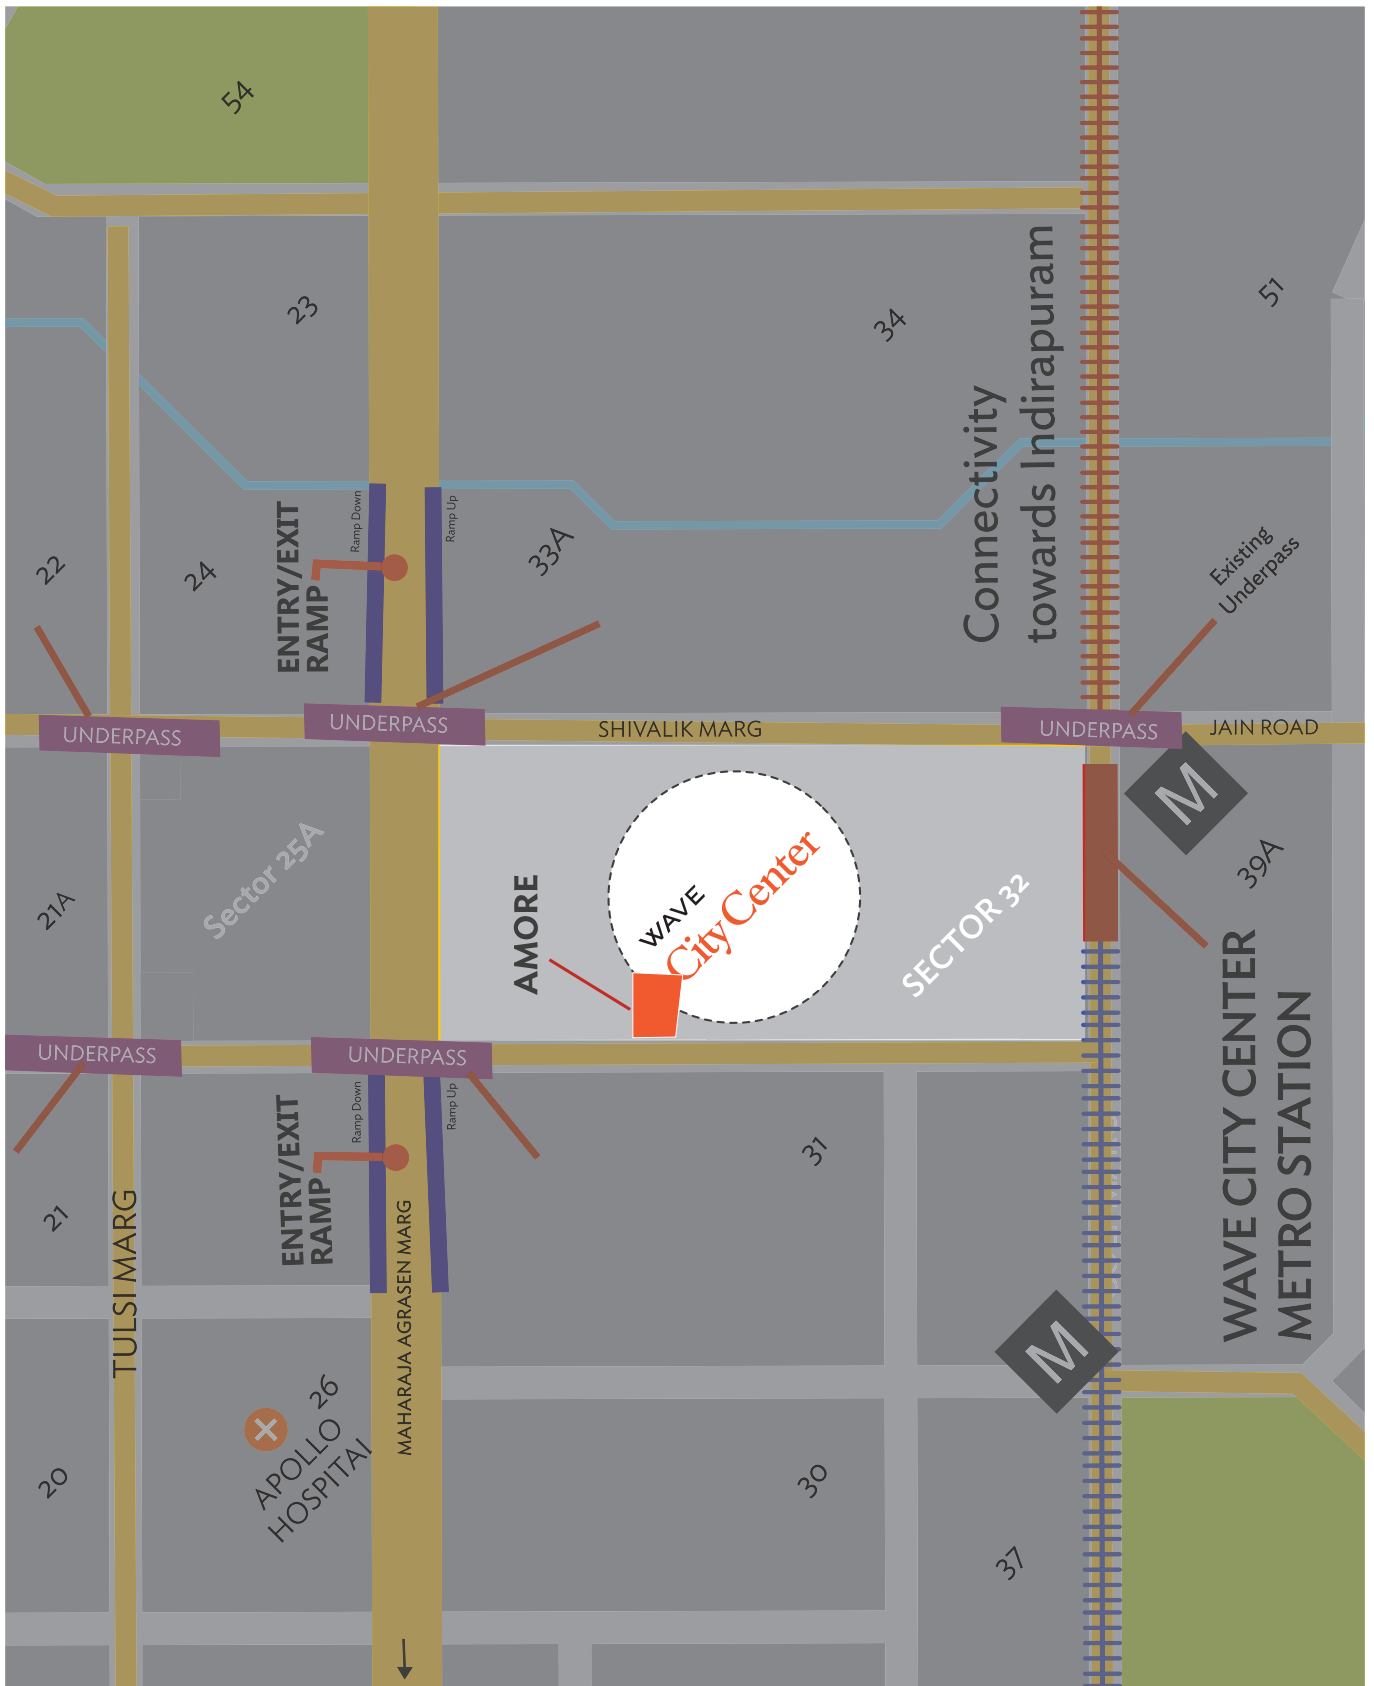 54
23
34
51
Connectivity
towards Indirapuram
22
24
ENTRY/EXIT
RAMP
Ramp Down
Ramp Up
33A
Existing
Underpass
UNDERPASS
UNDERPASS
SHIVALIK MARG
UNDERPASS
JAIN ROAD
M
21A
Sector 25A
AMORE
WAVE
City Center
SECTOR 32
39A
WAVE CITY CENTER
METRO STATION
UNDERPASS
UNDERPASS
ENTRY/EXIT
RAMP
Ramp Down
Ramp Up
31
21
TULSI MARG
MAHARAJA AGRASEN MARG
M
26
APOLLO
HOSPITAL
20
30
37